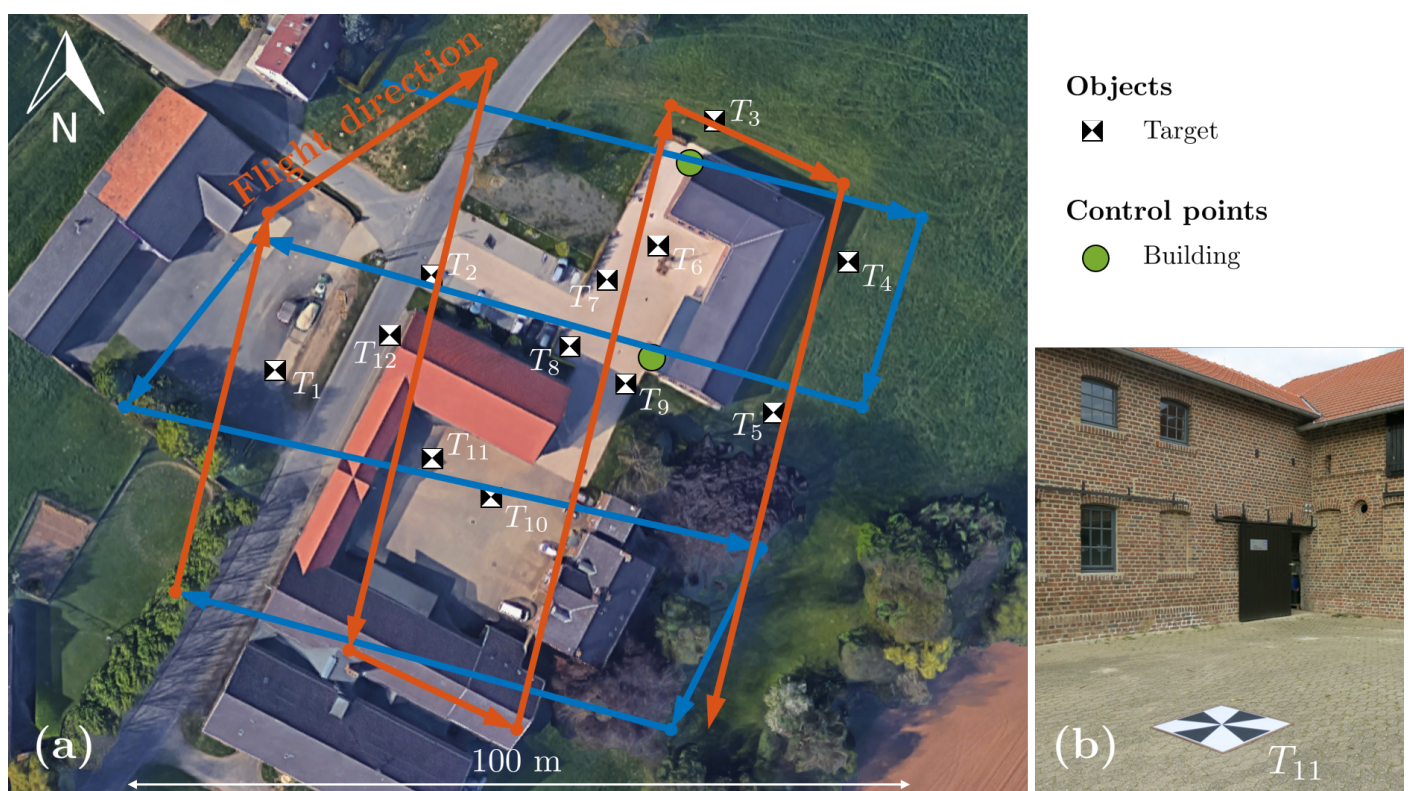 N
Flight direction
T3
T2
T6
T4
T7
T12
T8
T1
T9
T5
T11
T10
(a)
100 m
Objects
Target
Control points
Building
(b)
T11